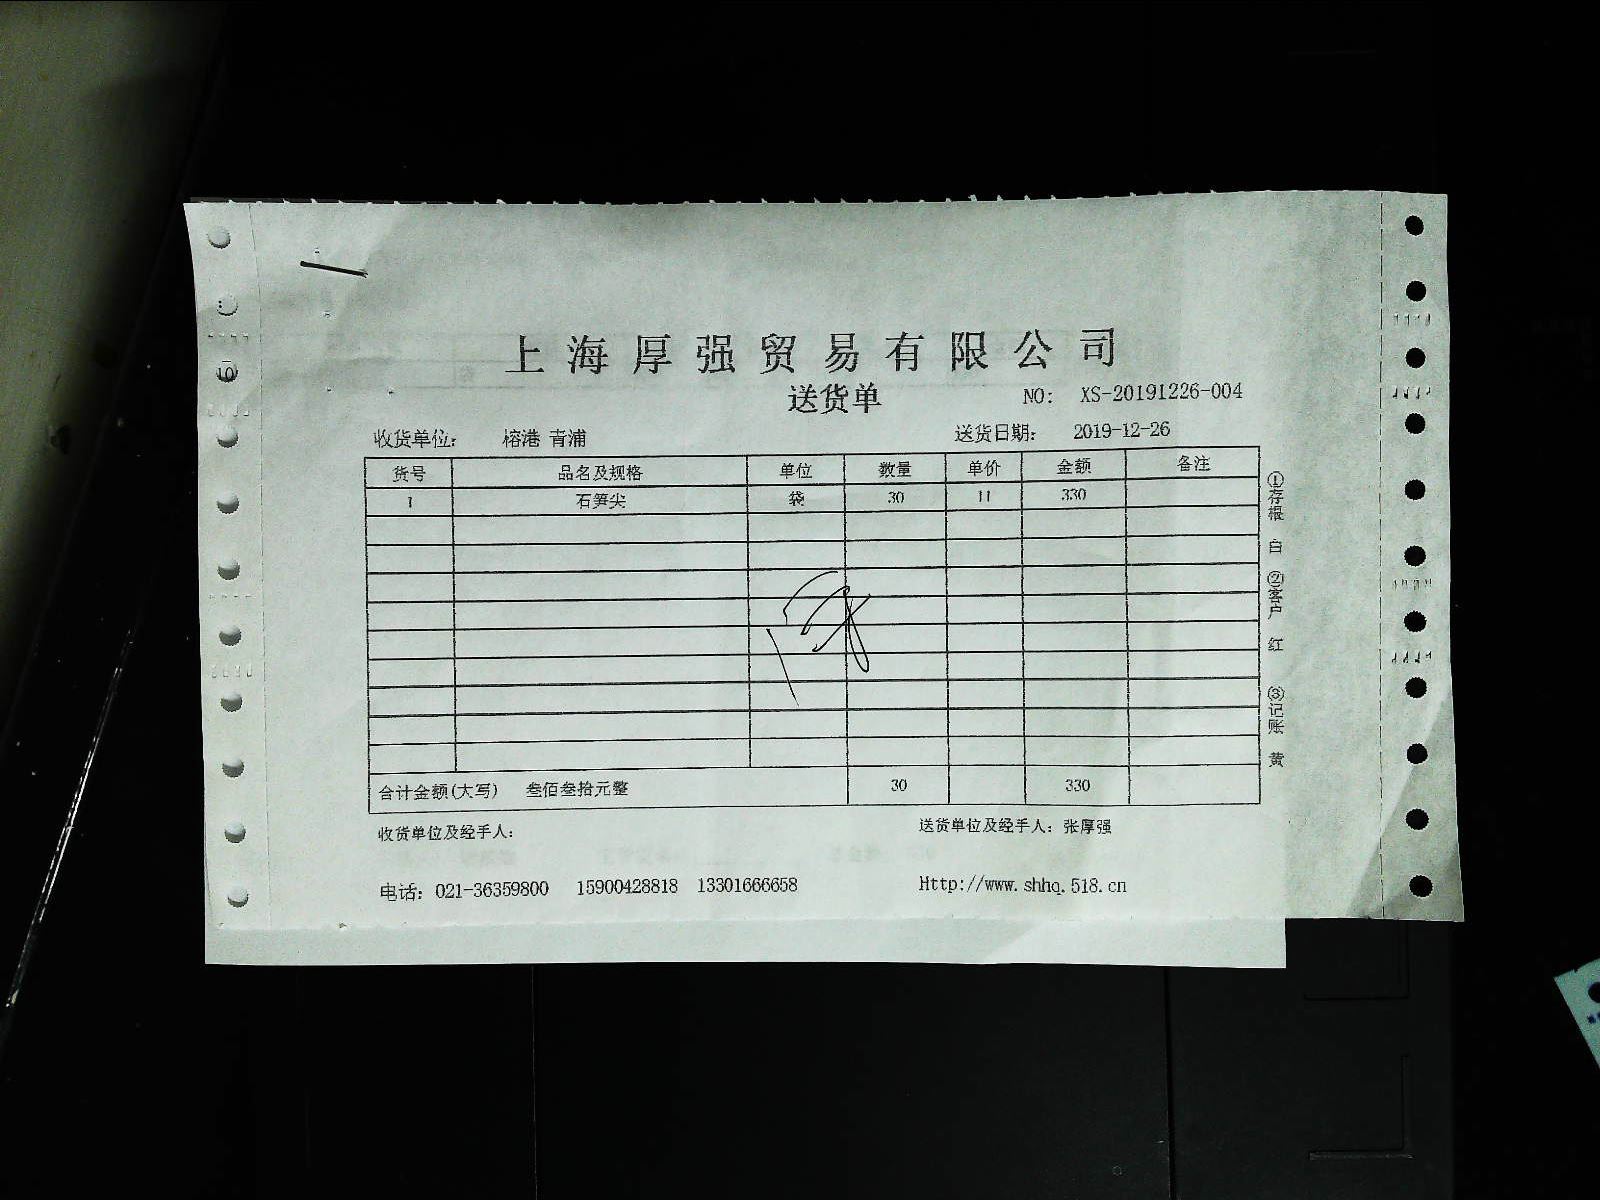 上海厚强贸易有限公司
送货单
NO: XS-20191226-004
收货单位: 榕港 青浦
送货日期: 2019-12-26
货号 品名及规格 单位 数量 单价 金额 备注
1 石笋尖 袋 30 11 330
合计金额(大写) 叁佰叁拾元整 30 330
收货单位及经手人:
送货单位及经手人: 张厚强
电话: 021-36359800 15900428818 13301666658
Http://www.shhq.518.cn
①存根 白 ②客户 红 ③记账 黄